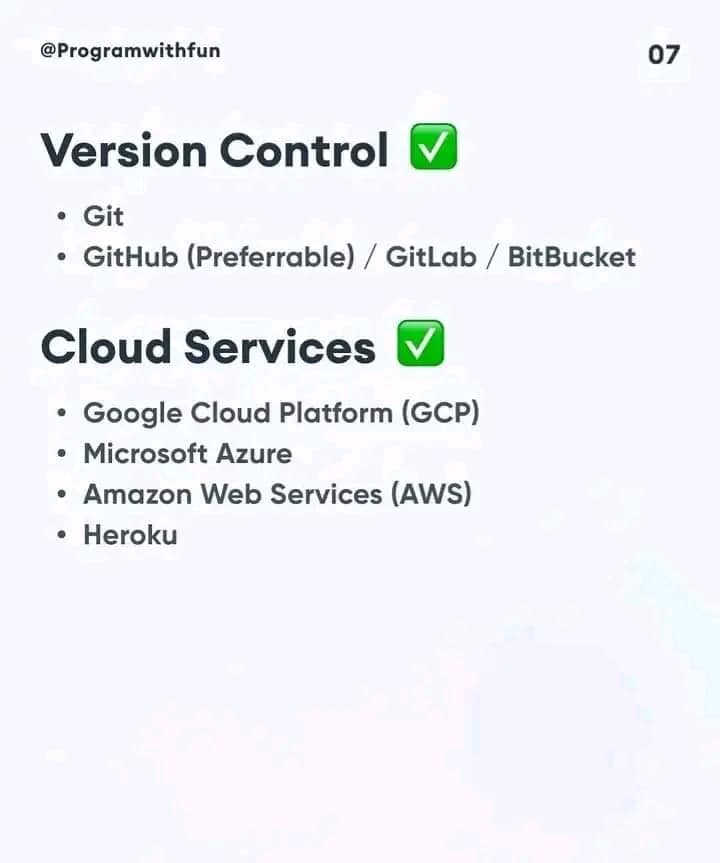 @Programwithfun
07
Version Control ✅
• Git
• GitHub (Preferrable) / GitLab / BitBucket
Cloud Services ✅
• Google Cloud Platform (GCP)
• Microsoft Azure
• Amazon Web Services (AWS)
• Heroku